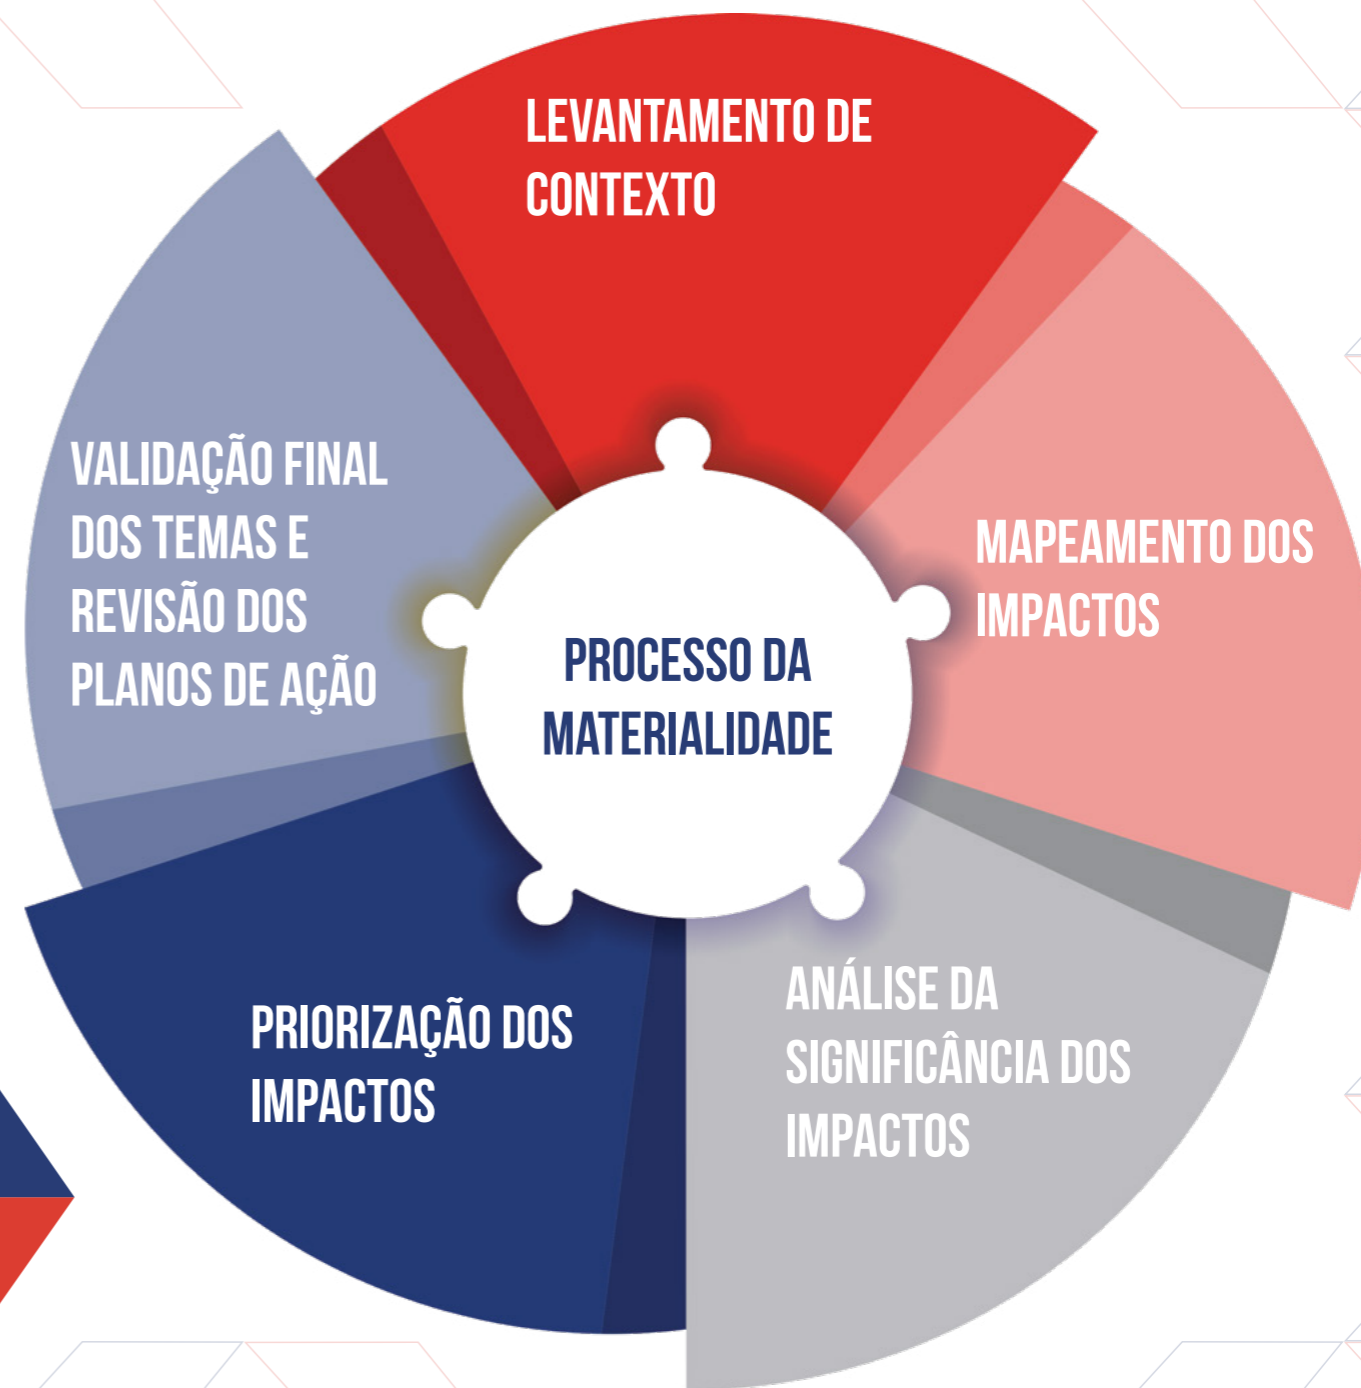 LEVANTAMENTO DE
CONTEXTO
MAPEAMENTO DOS
IMPACTOS
ANÁLISE DA
SIGNIFICÂNCIA DOS
IMPACTOS
PRIORIZAÇÃO DOS
IMPACTOS
VALIDAÇÃO FINAL
DOS TEMAS E
REVISÃO DOS
PLANOS DE AÇÃO
PROCESSO DA
MATERIALIDADE